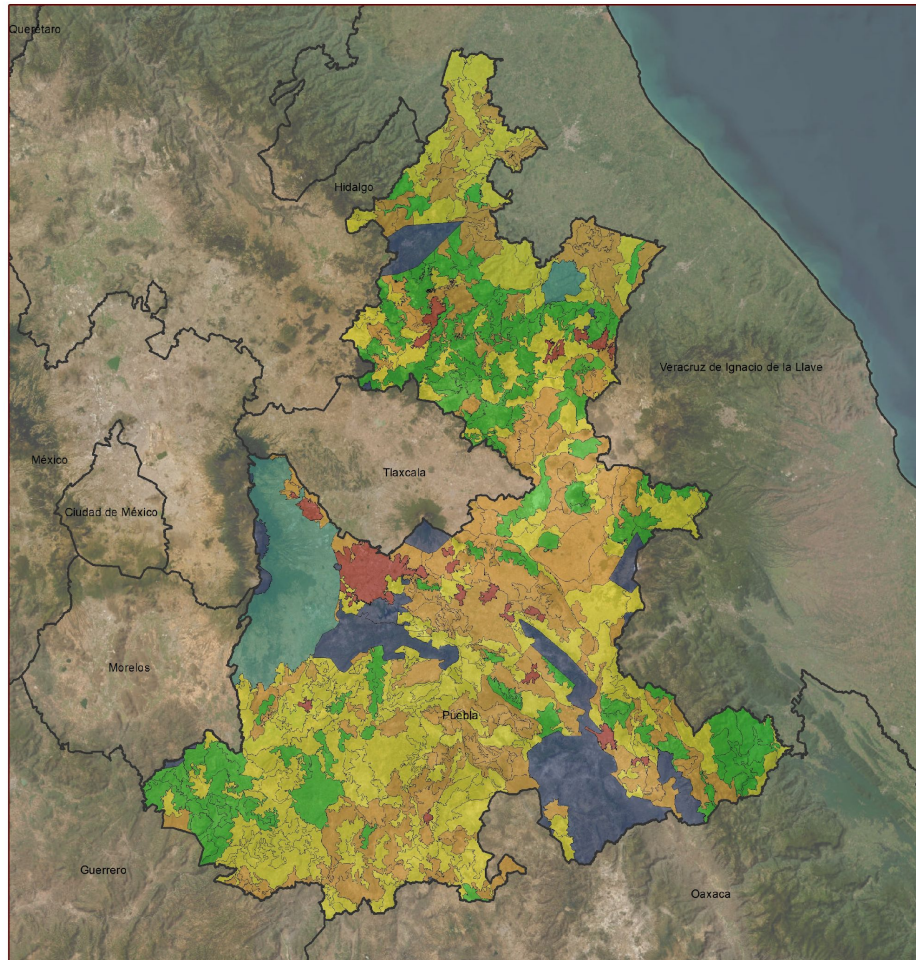 Querétaro
Hidalgo
Veracruz de Ignacio de la Llave
México
Tlaxcala
Ciudad de México
Morelos
Puebla
Guerrero
Oaxaca